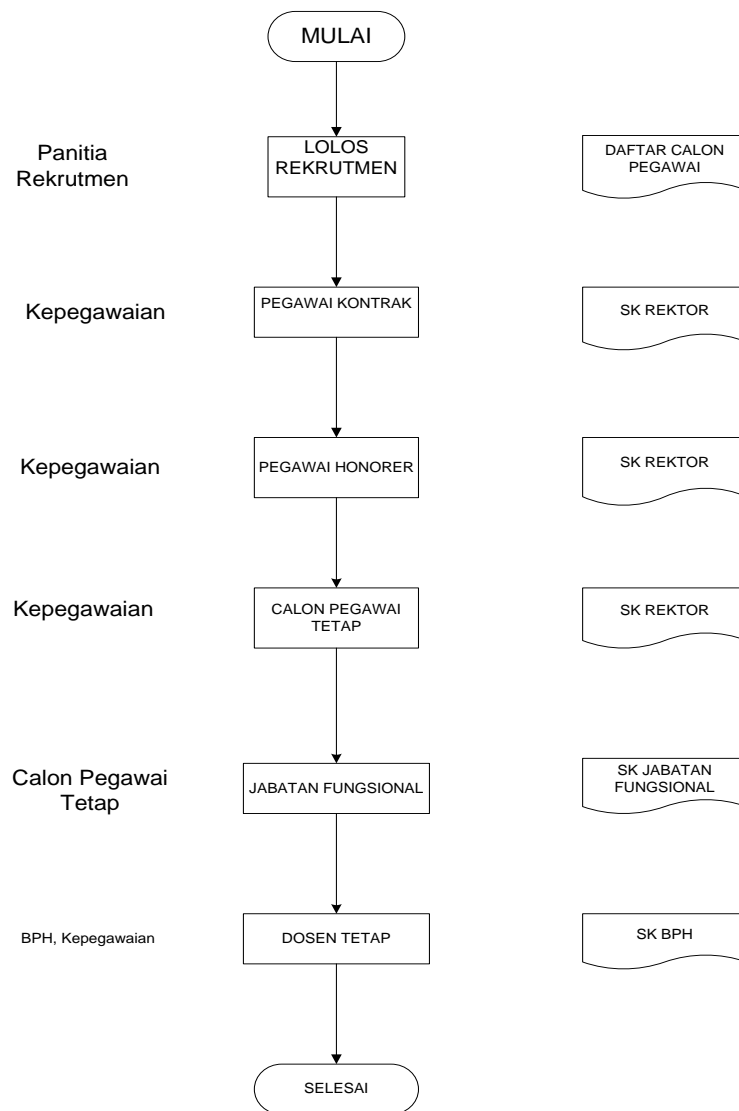 MULAI
Panitia
Rekrutmen
LOLOS
REKRUTMEN
DAFTAR CALON
PEGAWAI
Kepegawaian
PEGAWAI KONTRAK
SK REKTOR
Kepegawaian
PEGAWAI HONORER
SK REKTOR
Kepegawaian
CALON PEGAWAI
TETAP
SK REKTOR
Calon Pegawai
Tetap
JABATAN FUNGSIONAL
SK JABATAN
FUNGSIONAL
BPH, Kepegawaian
DOSEN TETAP
SK BPH
SELESAI